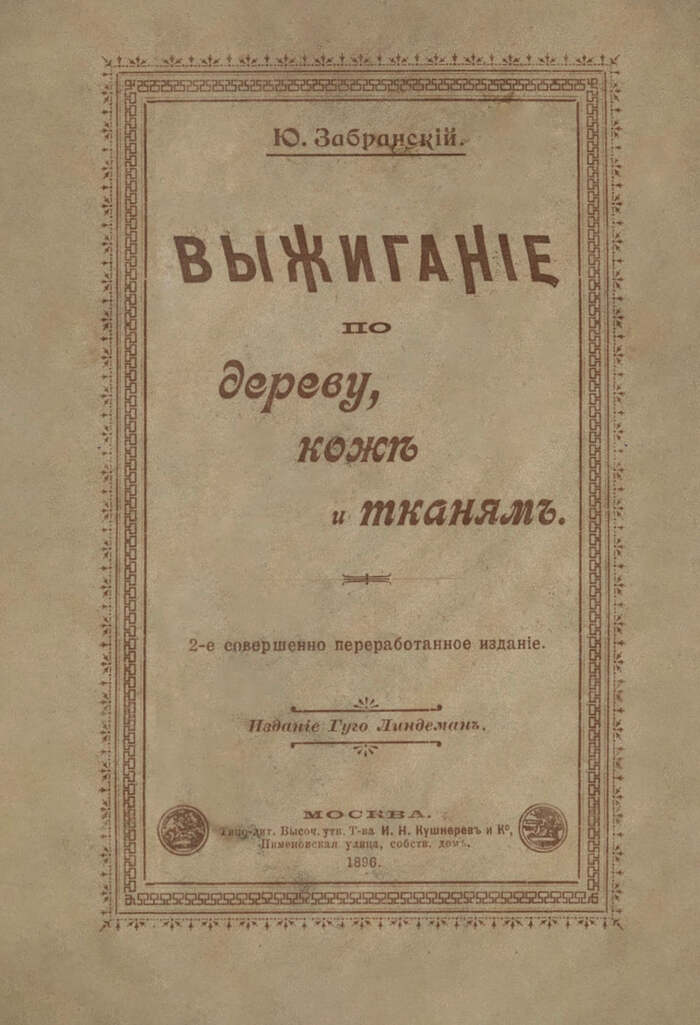 Ю. Забранскій.
ВЫЖИГАНІЕ
по
дереву,
кожѣ
и тканямъ.
2-е совершенно переработанное изданіе.
Изданіе Гуго Линдеманъ.
МОСКВА.
Типо-лит. Высоч. утв. Т-ва И. Н. Кушнеревъ и Ко,
Пименовская улица, собств. домъ.
1896.